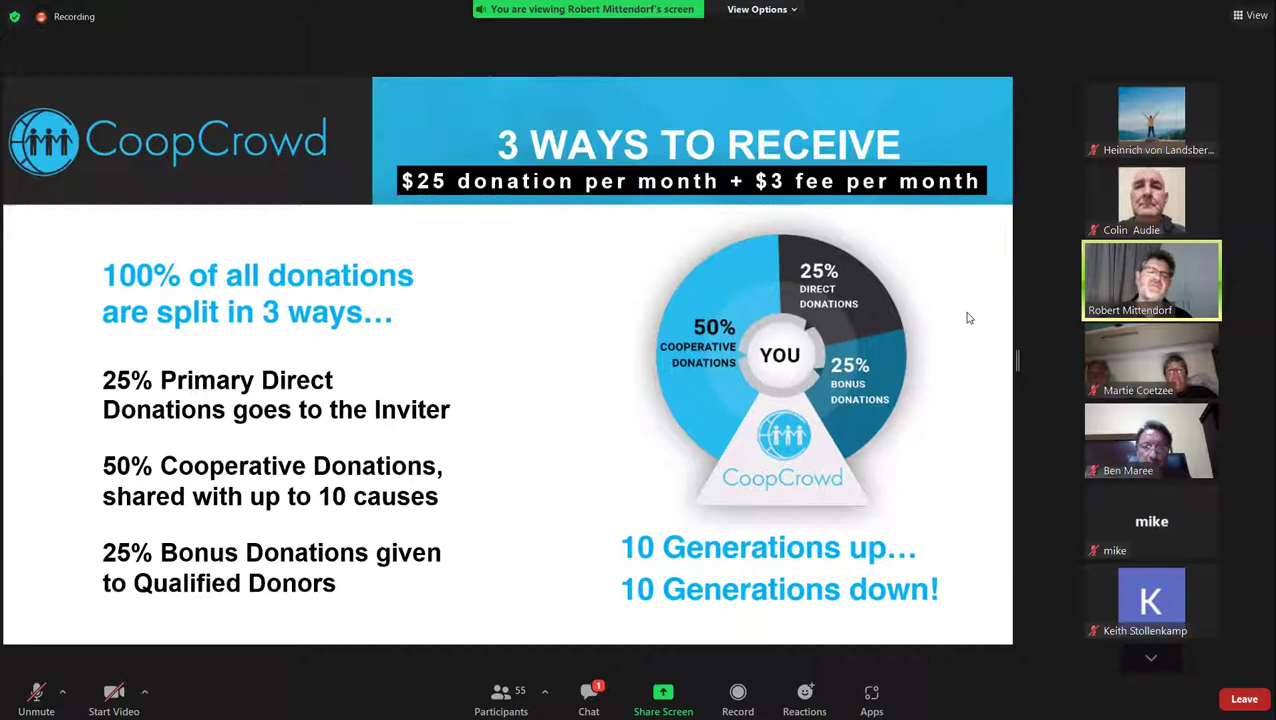 Recording
You are viewing Robert Mittendorf's screen
View Options
View
CoopCrowd
3 WAYS TO RECEIVE
$25 donation per month + $3 fee per month
100% of all donations
are split in 3 ways...
25% Primary Direct
Donations goes to the Inviter
50% Cooperative Donations,
shared with up to 10 causes
25% Bonus Donations given
to Qualified Donors
25%
DIRECT
DONATIONS
50%
COOPERATIVE
DONATIONS
YOU
25%
BONUS
DONATIONS
CoopCrowd
10 Generations up...
10 Generations down!
Heinrich von Landsber...
Colin Audie
Robert Mittendorf
Martie Coetzee
Ben Maree
mike
mike
K
Keith Stollenkamp
Unmute
Start Video
55
Participants
1
Chat
Share Screen
Record
Reactions
Apps
Leave